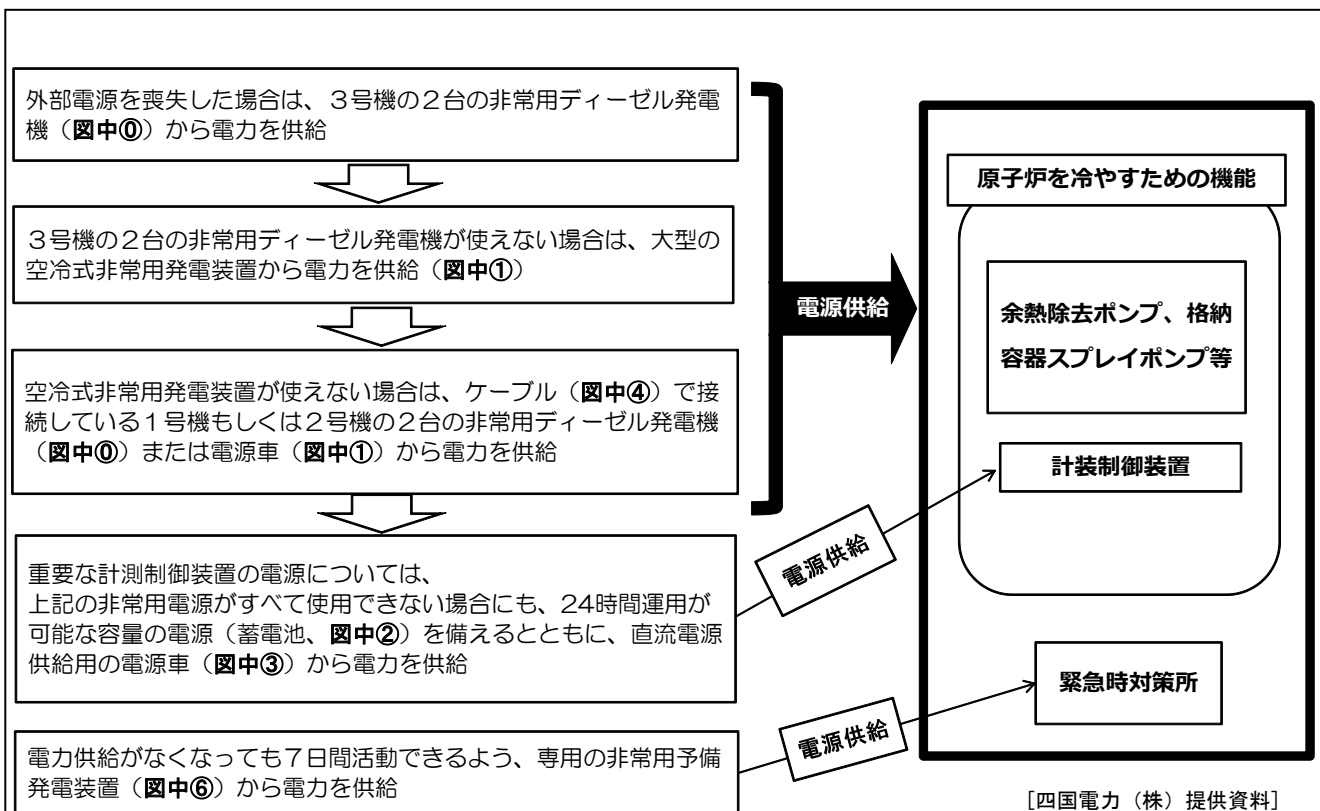 外部電源を喪失した場合は、３号機の２台の非常用ディーゼル発電
機（図中⓪）から電力を供給
３号機の２台の非常用ディーゼル発電機が使えない場合は、大型の
空冷式非常用発電装置から電力を供給（図中①）
空冷式非常用発電装置が使えない場合は、ケーブル（図中④）で接
続している１号機もしくは２号機の２台の非常用ディーゼル発電機
（図中⓪）または電源車（図中①）から電力を供給
重要な計測制御装置の電源については、
上記の非常用電源がすべて使用できない場合にも、24時間運用が
可能な容量の電源（蓄電池、図中②）を備えるとともに、直流電源
供給用の電源車（図中③）から電力を供給
電力供給がなくなっても７日間活動できるよう、専用の非常用予備
発電装置（図中⑥）から電力を供給
電源供給
電源供給
電源供給
原子炉を冷やすための機能
余熱除去ポンプ、格納
容器スプレイポンプ等
計装制御装置
緊急時対策所
［四国電力（株）提供資料］